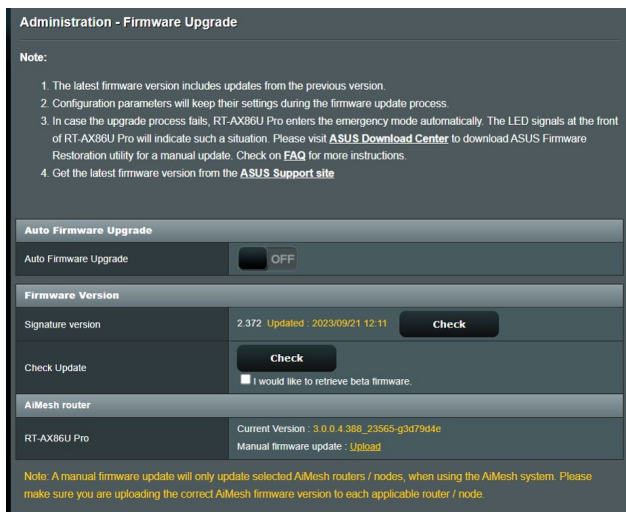 Administration - Firmware Upgrade
Note:
1. The latest firmware version includes updates from the previous version.
2. Configuration parameters will keep their settings during the firmware update process.
3. In case the upgrade process fails, RT-AX86U Pro enters the emergency mode automatically. The LED signals at the front
of RT-AX86U Pro will indicate such a situation. Please visit ASUS Download Center to download ASUS Firmware
Restoration utility for a manual update. Check on FAQ for more instructions.
4. Get the latest firmware version from the ASUS Support site
Auto Firmware Upgrade
Auto Firmware Upgrade OFF
Firmware Version
Signature version 2.372 Updated : 2023/09/21 12:11 Check
Check Update Check
I would like to retrieve beta firmware.
AiMesh router
RT-AX86U Pro Current Version : 3.0.0.4.388_23565-g3d79d4e
Manual firmware update : Upload
Note: A manual firmware update will only update selected AiMesh routers / nodes, when using the AiMesh system. Please
make sure you are uploading the correct AiMesh firmware version to each applicable router / node.